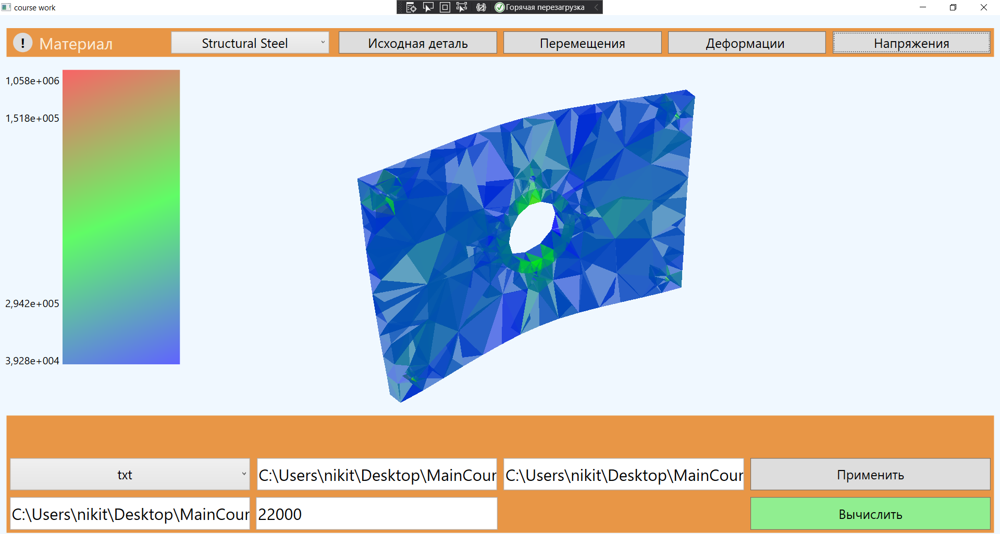 course work
Горячая перезагрузка
! Материал
Structural Steel
Исходная деталь
Перемещения
Деформации
Напряжения
1,058e+006
1,518e+005
2,942e+005
3,928e+004
txt
C:\Users\nikit\Desktop\MainCour
C:\Users\nikit\Desktop\MainCour
Применить
C:\Users\nikit\Desktop\MainCour
22000
Вычислить